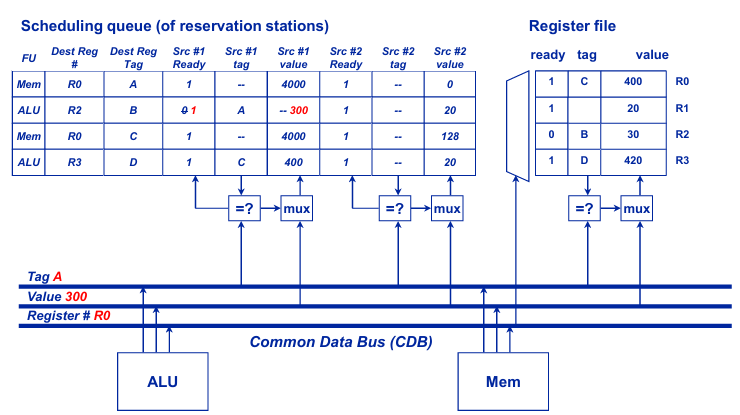 Scheduling queue (of reservation stations)
Register file
FU Dest Reg # Dest Reg Tag Src #1 Ready Src #1 tag Src #1 value Src #2 Ready Src #2 tag Src #2 value
ready tag value
Mem R0 A 1 -- 4000 1 -- 0
1 C 400 R0
ALU R2 B 0 1 A -- 300 1 -- 20
1 20 R1
Mem R0 C 1 -- 4000 1 -- 128
0 B 30 R2
ALU R3 D 1 C 400 1 -- 20
1 D 420 R3
=? mux =? mux =? mux
Tag A
Value 300
Register # R0
Common Data Bus (CDB)
ALU
Mem